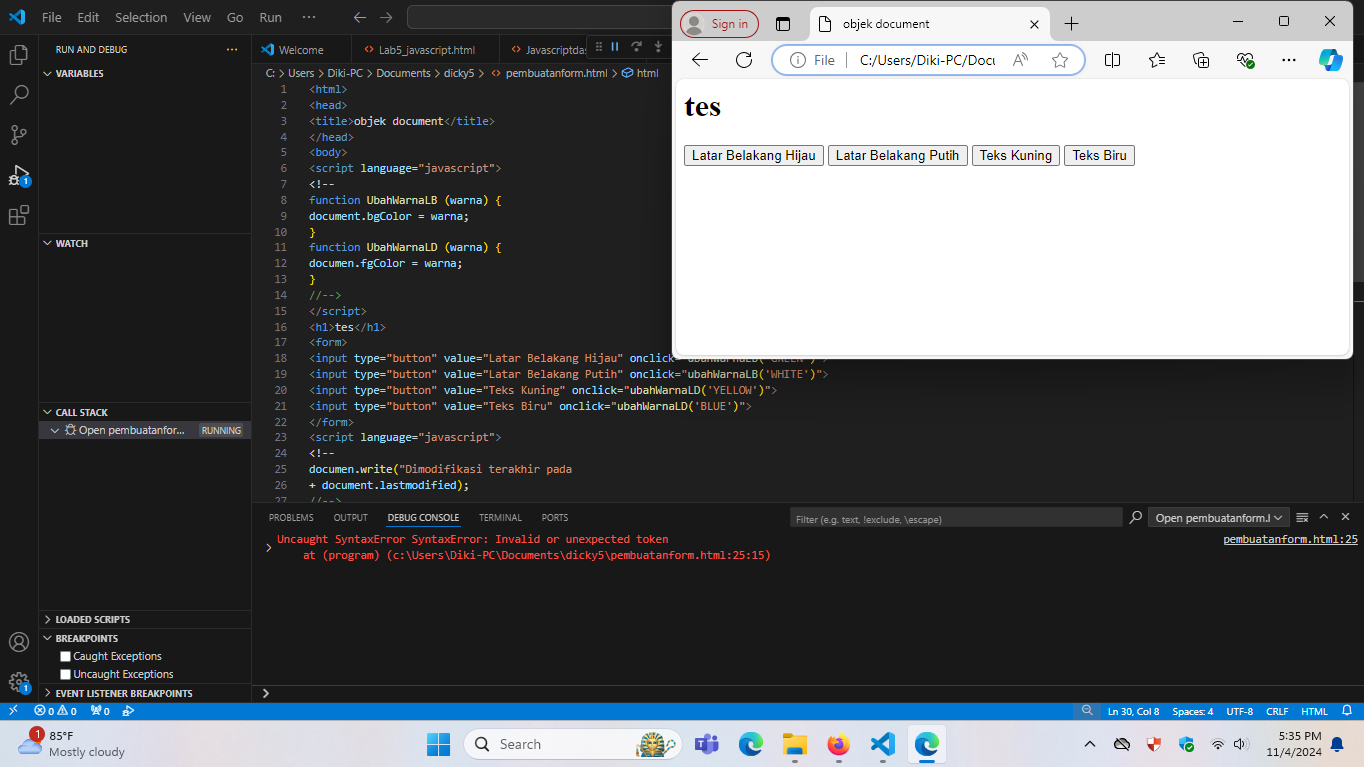 File Edit Selection View Go Run ···
Sign in
objek document
File
C:/Users/Diki-PC/Docu
RUN AND DEBUG
Welcome
Lab5_javascript.html
Javascriptdas
VARIABLES
C: > Users > Diki-PC > Documents > dicky5 > pembuatanform.html > html
tes
Latar Belakang Hijau
Latar Belakang Putih
Teks Kuning
Teks Biru
1 <html>
2 <head>
3 <title>objek document</title>
4 </head>
5 <body>
6 <script language="javascript">
7 <!--
8 function UbahWarnaLB (warna) {
9 document.bgColor = warna;
10 }
11 function UbahWarnaLD (warna) {
12 documen.fgColor = warna;
13 }
14 //-->
15 </script>
16 <h1>tes</h1>
17 <form>
18 <input type="button" value="Latar Belakang Hijau" onclick="ubahWarnaLB('GREEN')">
19 <input type="button" value="Latar Belakang Putih" onclick="ubahWarnaLB('WHITE')">
20 <input type="button" value="Teks Kuning" onclick="ubahWarnaLD('YELLOW')">
21 <input type="button" value="Teks Biru" onclick="ubahWarnaLD('BLUE')">
22 </form>
23 <script language="javascript">
24 <!--
25 documen.write("Dimodifikasi terakhir pada
26 + document.lastmodified);
27 //-->
WATCH
CALL STACK
Open pembuatanfor... RUNNING
PROBLEMS OUTPUT DEBUG CONSOLE TERMINAL PORTS
Filter (e.g. text, !exclude, \escape)
Open pembuatanform.l
Uncaught SyntaxError SyntaxError: Invalid or unexpected token
pembuatanform.html:25
at (program) (c:\Users\Diki-PC\Documents\dicky5\pembuatanform.html:25:15)
LOADED SCRIPTS
BREAKPOINTS
Caught Exceptions
Uncaught Exceptions
EVENT LISTENER BREAKPOINTS
1
1
0 0 0
Ln 30, Col 8 Spaces: 4 UTF-8 CRLF HTML
1
85°F
Mostly cloudy
Search
5:35 PM
11/4/2024